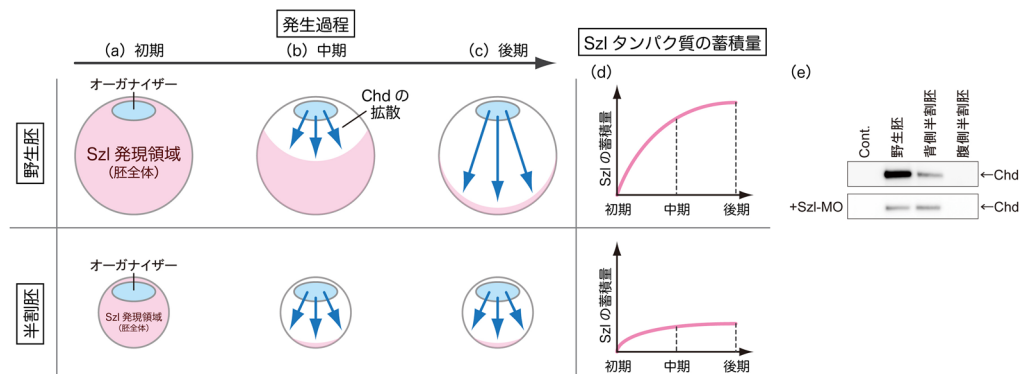 発生過程
(a) 初期
(b) 中期
(c) 後期
Szl タンパク質の蓄積量
(d)
(e)
野生胚
オーガナイザー
Szl 発現領域
(胚全体)
Chd の
拡散
Szl の蓄積量
初期
中期
後期
Cont.
野生胚
背側半割胚
腹側半割胚
←Chd
+Szl-MO
←Chd
半割胚
オーガナイザー
Szl 発現領域
(胚全体)
Szl の蓄積量
初期
中期
後期